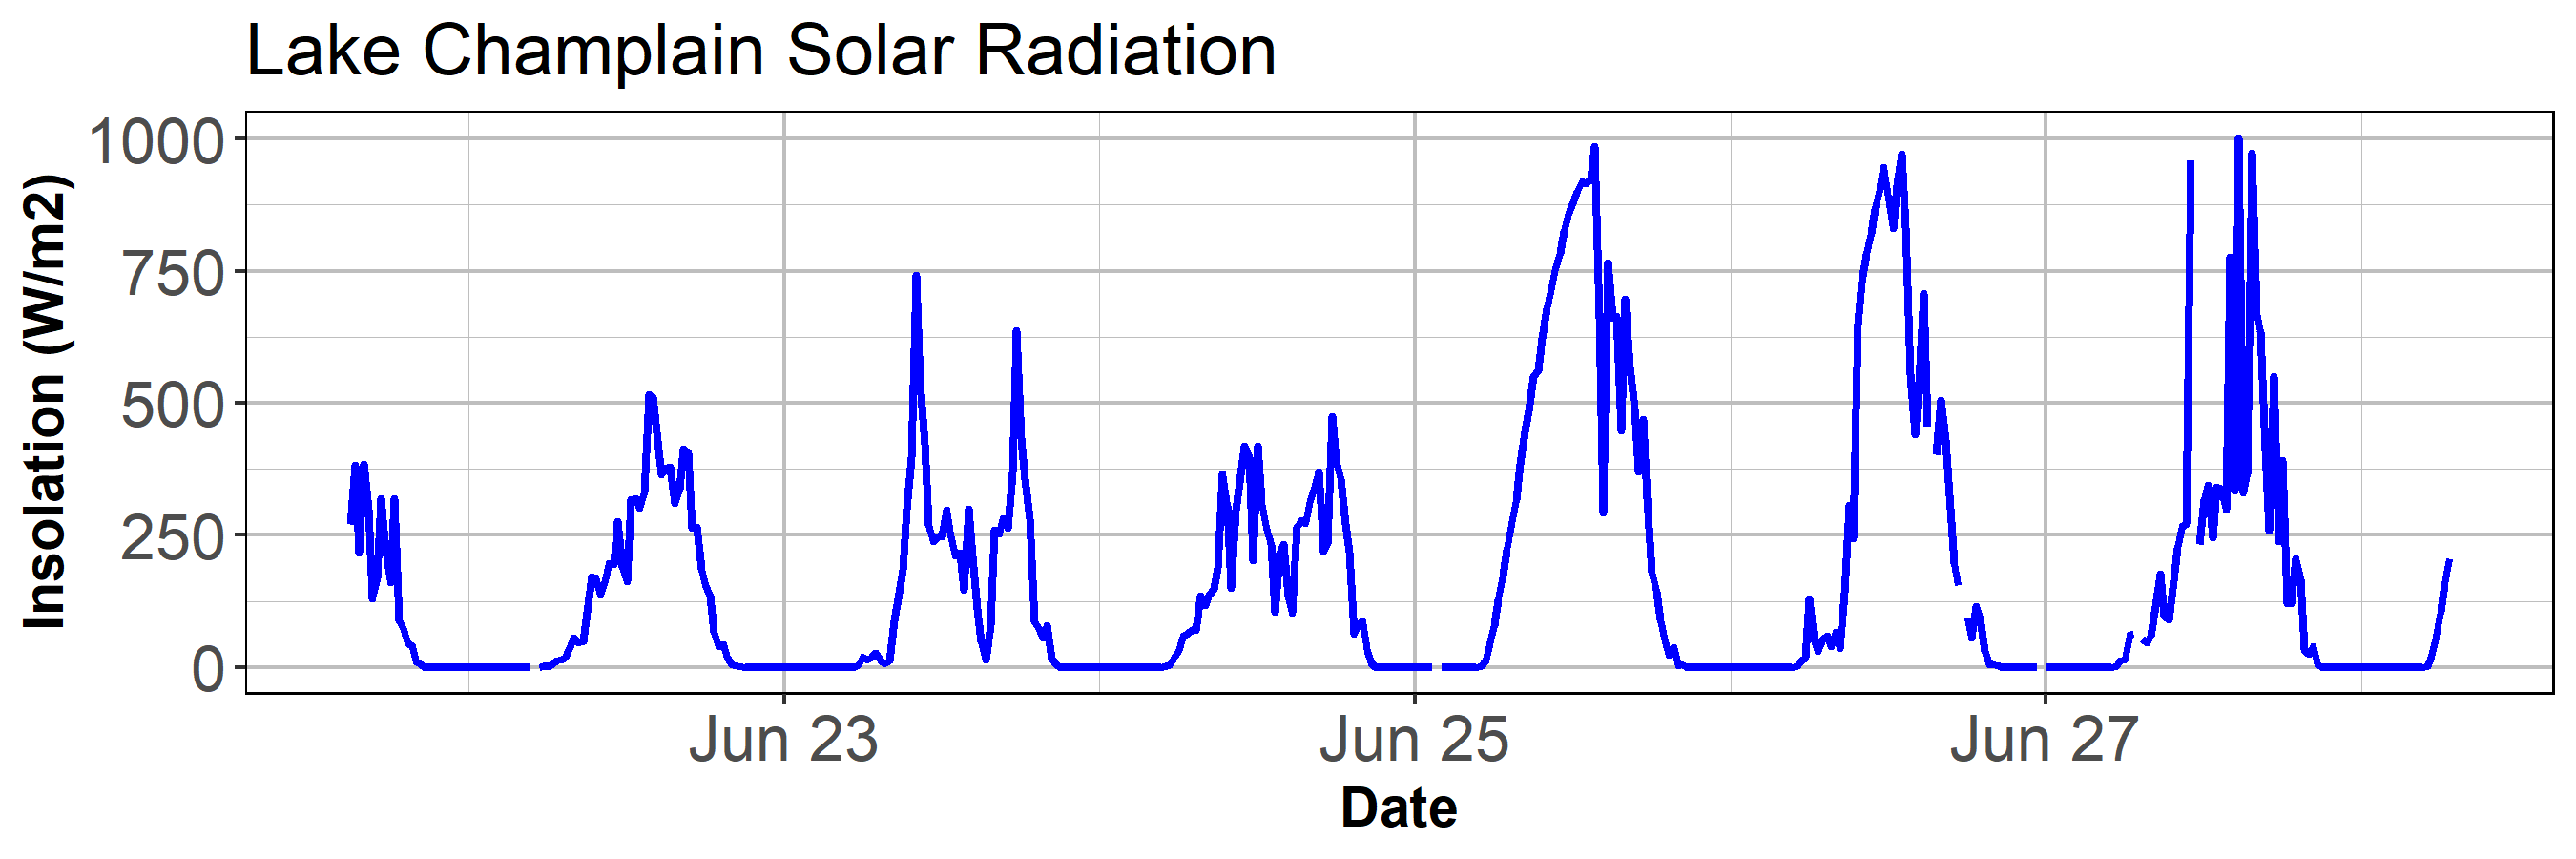 Lake Champlain Solar Radiation
Insolation (W/m2)
1000
750
500
250
0
Jun 23 Jun 25 Jun 27
Date